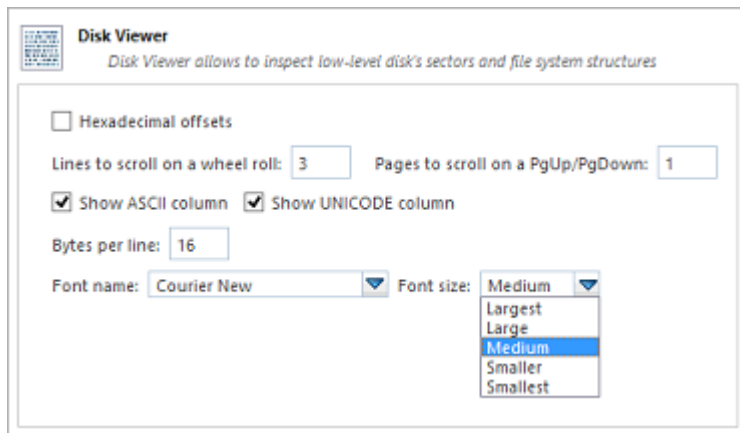 Disk Viewer
Disk Viewer allows to inspect low-level disk's sectors and file system structures
Hexadecimal offsets
Lines to scroll on a wheel roll: 3 Pages to scroll on a PgUp/PgDown: 1
Show ASCII column Show UNICODE column
Bytes per line: 16
Font name: Courier New Font size: Medium
Largest
Large
Medium
Smaller
Smallest